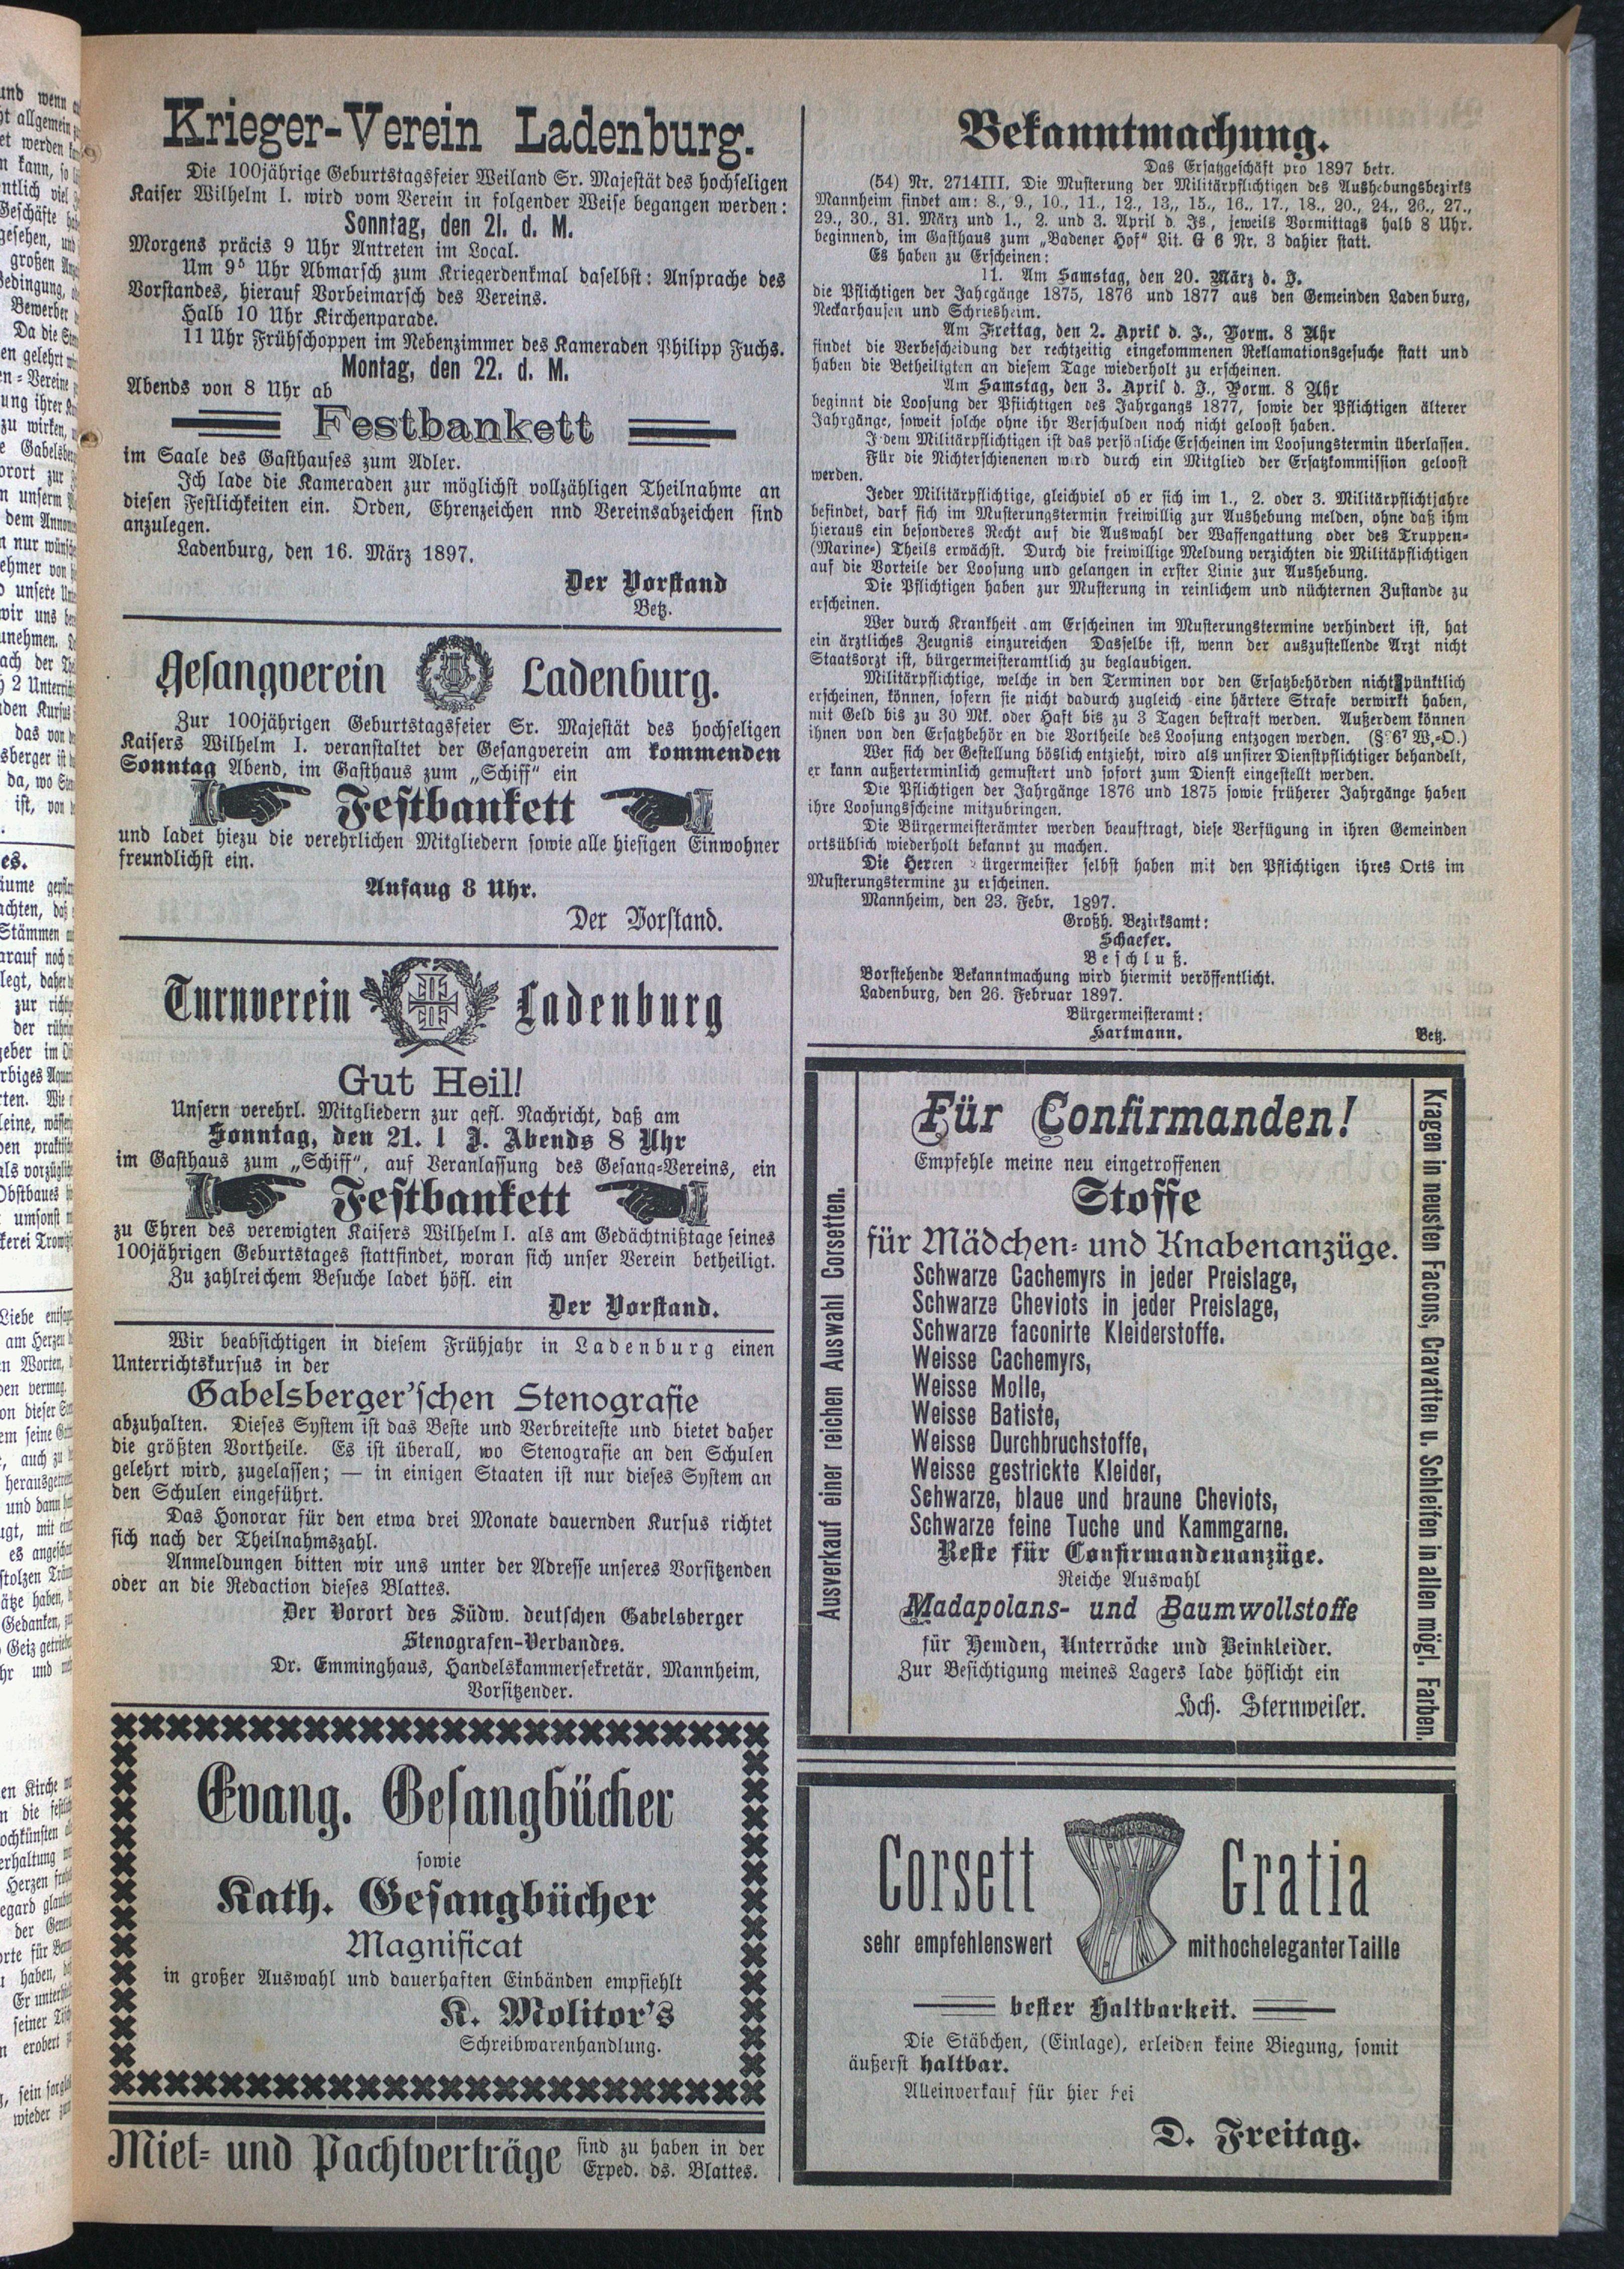 Krieger-Verein Ladenburg.
Die 100jährige Geburtstagsfeier Weiland Sr. Majestät des hochseligen
Kaiser Wilhelm I. wird vom Verein in folgender Weise begangen werden:
Sonntag, den 21. d. M.
Morgens präcis 9 Uhr Antreten im Local.
Um 9⁵ Uhr Abmarsch zum Kriegerdenkmal daselbst: Ansprache des
Vorstandes, hierauf Vorbeimarsch des Vereins.
Halb 10 Uhr Kirchenparade.
11 Uhr Frühschoppen im Nebenzimmer des Kameraden Philipp Fuchs.
Montag, den 22. d. M.
Abends von 8 Uhr ab
Festbankett
im Saale des Gasthauses zum Adler.
Ich lade die Kameraden zur möglichst vollzähligen Theilnahme an
diesen Festlichkeiten ein. Orden, Ehrenzeichen nnd Vereinsabzeichen sind
anzulegen.
Ladenburg, den 16. März 1897.
Der Vorstand
Betz.
Gesangverein Ladenburg.
Zur 100jährigen Geburtstagsfeier Sr. Majestät des hochseligen
Kaisers Wilhelm I. veranstaltet der Gesangverein am kommenden
Sonntag Abend, im Gasthaus zum „Schiff“ ein
Festbankett
und ladet hiezu die verehrlichen Mitgliedern sowie alle hiesigen Einwohner
freundlichst ein.
Anfang 8 Uhr.
Der Vorstand.
Turnverein Ladenburg
Gut Heil!
Unsern verehrl. Mitgliedern zur gefl. Nachricht, daß am
Sonntag, den 21. l J. Abends 8 Uhr
im Gasthaus zum „Schiff“, auf Veranlassung des Gesang-Vereins, ein
Festbankett
zu Ehren des verewigten Kaisers Wilhelm I. als am Gedächtnißtage seines
100jährigen Geburtstages stattfindet, woran sich unser Verein betheiligt.
Zu zahlreichem Besuche ladet höfl. ein
Der Vorstand.
Wir beabsichtigen in diesem Frühjahr in Ladenburg einen
Unterrichtskursus in der
Gabelsberger'schen Stenografie
abzuhalten. Dieses System ist das Beste und Verbreiteste und bietet daher
die größten Vortheile. Es ist überall, wo Stenografie an den Schulen
gelehrt wird, zugelassen; — in einigen Staaten ist nur dieses System an
den Schulen eingeführt.
Das Honorar für den etwa drei Monate dauernden Kursus richtet
sich nach der Theilnahmszahl.
Anmeldungen bitten wir uns unter der Adresse unseres Vorsitzenden
oder an die Redaction dieses Blattes.
Der Vorort des Südw. deutschen Gabelsberger
Stenografen-Verbandes.
Dr. Emminghaus, Handelskammersekretär, Mannheim,
Vorsitzender.
Evang. Gesangbücher
sowie
Kath. Gesangbücher
Magnificat
in großer Auswahl und dauerhaften Einbänden empfiehlt
K. Molitor's
Schreibwarenhandlung.
Miet- und Pachtverträge sind zu haben in der
Exped. ds. Blattes.
Bekanntmachung.
Das Ersatzgeschäft pro 1897 betr.
(54) Nr. 2714III. Die Musterung der Militärpflichtigen des Aushebungsbezirks
Mannheim findet am: 8., 9., 10., 11., 12., 13,, 15., 16., 17., 18., 20., 24,, 26., 27.,
29., 30., 31. März und 1., 2. und 3. April d. Js., jeweils Vormittags halb 8 Uhr.
beginnend, im Gasthaus zum „Badener Hof“ Lit. G 6 Nr. 3 dahier statt.
Es haben zu Erscheinen:
11. Am Samstag, den 20. März d. J.
die Pflichtigen der Jahrgänge 1875, 1876 und 1877 aus den Gemeinden Ladenburg,
Neckarhausen und Schriesheim.
Am Freitag, den 2. April d. J., Vorm. 8 Uhr
findet die Verbescheidung der rechtzeitig eingekommenen Reklamationsgesuche statt und
haben die Betheiligten an diesem Tage wiederholt zu erscheinen.
Am Samstag, den 3. April d. J., Vorm. 8 Uhr
beginnt die Loosung der Pflichtigen des Jahrgangs 1877, sowie der Pflichtigen älterer
Jahrgänge, soweit solche ohne ihr Verschulden noch nicht geloost haben.
Jedem Militärpflichtigen ist das persönliche Erscheinen im Loosungstermin überlassen.
Für die Nichterschienenen wird durch ein Mitglied der Ersatzkommission geloost
werden.
Jeder Militärpflichtige, gleichviel ob er sich im 1., 2. oder 3. Militärpflichtjahre
befindet, darf sich im Musterungstermin freiwillig zur Aushebung melden, ohne daß ihm
hieraus ein besonderes Recht auf die Auswahl der Waffengattung oder des Truppen-
(Marine-) Theils erwächst. Durch die freiwillige Meldung verzichten die Militäpflichtigen
auf die Vorteile der Loosung und gelangen in erster Linie zur Aushebung.
Die Pflichtigen haben zur Musterung in reinlichem und nüchternen Zustande zu
erscheinen.
Wer durch Krankheit am Erscheinen im Musterungstermine verhindert ist, hat
ein ärztliches Zeugnis einzureichen Dasselbe ist, wenn der auszustellende Arzt nicht
Staatsarzt ist, bürgermeisteramtlich zu beglaubigen.
Militärpflichtige, welche in den Terminen vor den Ersatzbehörden nicht pünktlich
erscheinen, können, sofern sie nicht dadurch zugleich eine härtere Strafe verwirkt haben,
mit Geld bis zu 30 Mk. oder Haft bis zu 3 Tagen bestraft werden. Außerdem können
ihnen von den Ersatzbehör en die Vortheile des Loosung entzogen werden. (§ 6⁷ W,-O.)
Wer sich der Gestellung böslich entzieht, wird als unsirer Dienstpflichtiger behandelt,
er kann außerterminlich gemustert und sofort zum Dienst eingestellt werden.
Die Pflichtigen der Jahrgänge 1876 und 1875 sowie früherer Jahrgänge haben
ihre Loosungsscheine mitzubringen.
Die Bürgermeisterämter werden beauftragt, diese Verfügung in ihren Gemeinden
ortsüblich wiederholt bekannt zu machen.
Die Herren ürgermeister selbst haben mit den Pflichtigen ihres Orts im
Musterungstermine zu erscheinen.
Mannheim, den 23. Febr. 1897.
Großh. Bezirksamt:
Schaefer.
Beschluß.
Vorstehende Bekanntmachung wird hiermit veröffentlicht.
Ladenburg, den 26. Februar 1897.
Bürgermeisteramt:
Hartmann. Betz.
Ausverkauf einer reichen Auswahl Corsetten.
Für Confirmanden!
Empfehle meine neu eingetroffenen
Stoffe
für Mädchen- und Knabenanzüge.
Schwarze Cachemyrs in jeder Preislage,
Schwarze Cheviots in jeder Preislage,
Schwarze faconirte Kleiderstoffe.
Weisse Cachemyrs,
Weisse Molle,
Weisse Batiste,
Weisse Durchbruchstoffe,
Weisse gestrickte Kleider,
Schwarze, blaue und braune Cheviots,
Schwarze feine Tuche und Kammgarne.
Reste für Confirmandenanzüge.
Reiche Auswahl
Madapolans- und Baumwollstoffe
für Hemden, Unterröcke und Beinkleider.
Zur Besichtigung meines Lagers lade höflicht ein
Hch. Sternweiler.
Kragen in neusten Facons, Cravatten u. Schleifen in allen mögl. Farben.
Corsett Gratia
sehr empfehlenswert mit hocheleganter Taille
bester Haltbarkeit.
Die Stäbchen, (Einlage), erleiden keine Biegung, somit
äußerst haltbar.
Alleinverkauf für hier bei
D. Freitag.